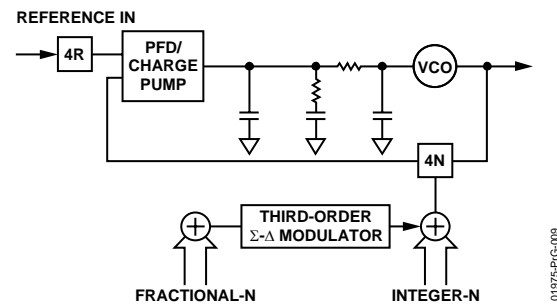 REFERENCE IN
4R
PFD/
CHARGE
PUMP
VCO
4N
THIRD-ORDER
Σ-Δ MODULATOR
FRACTIONAL-N
INTEGER-N
01975-PrG-009